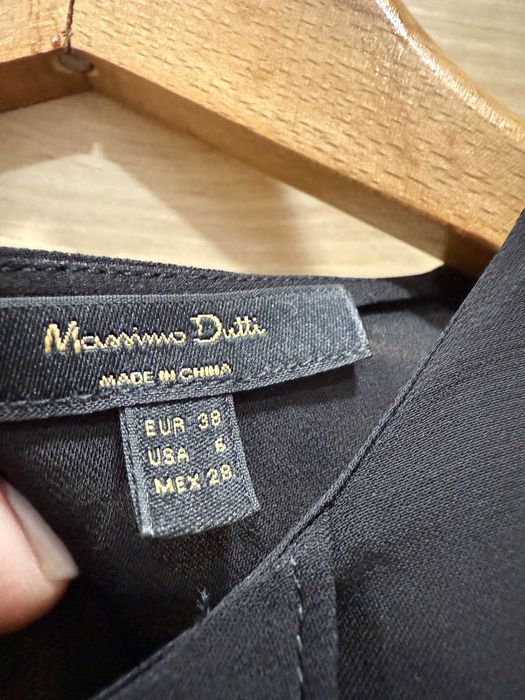 Massimo Dutti
MADE IN CHINA
EUR 38
USA 6
MEX 28